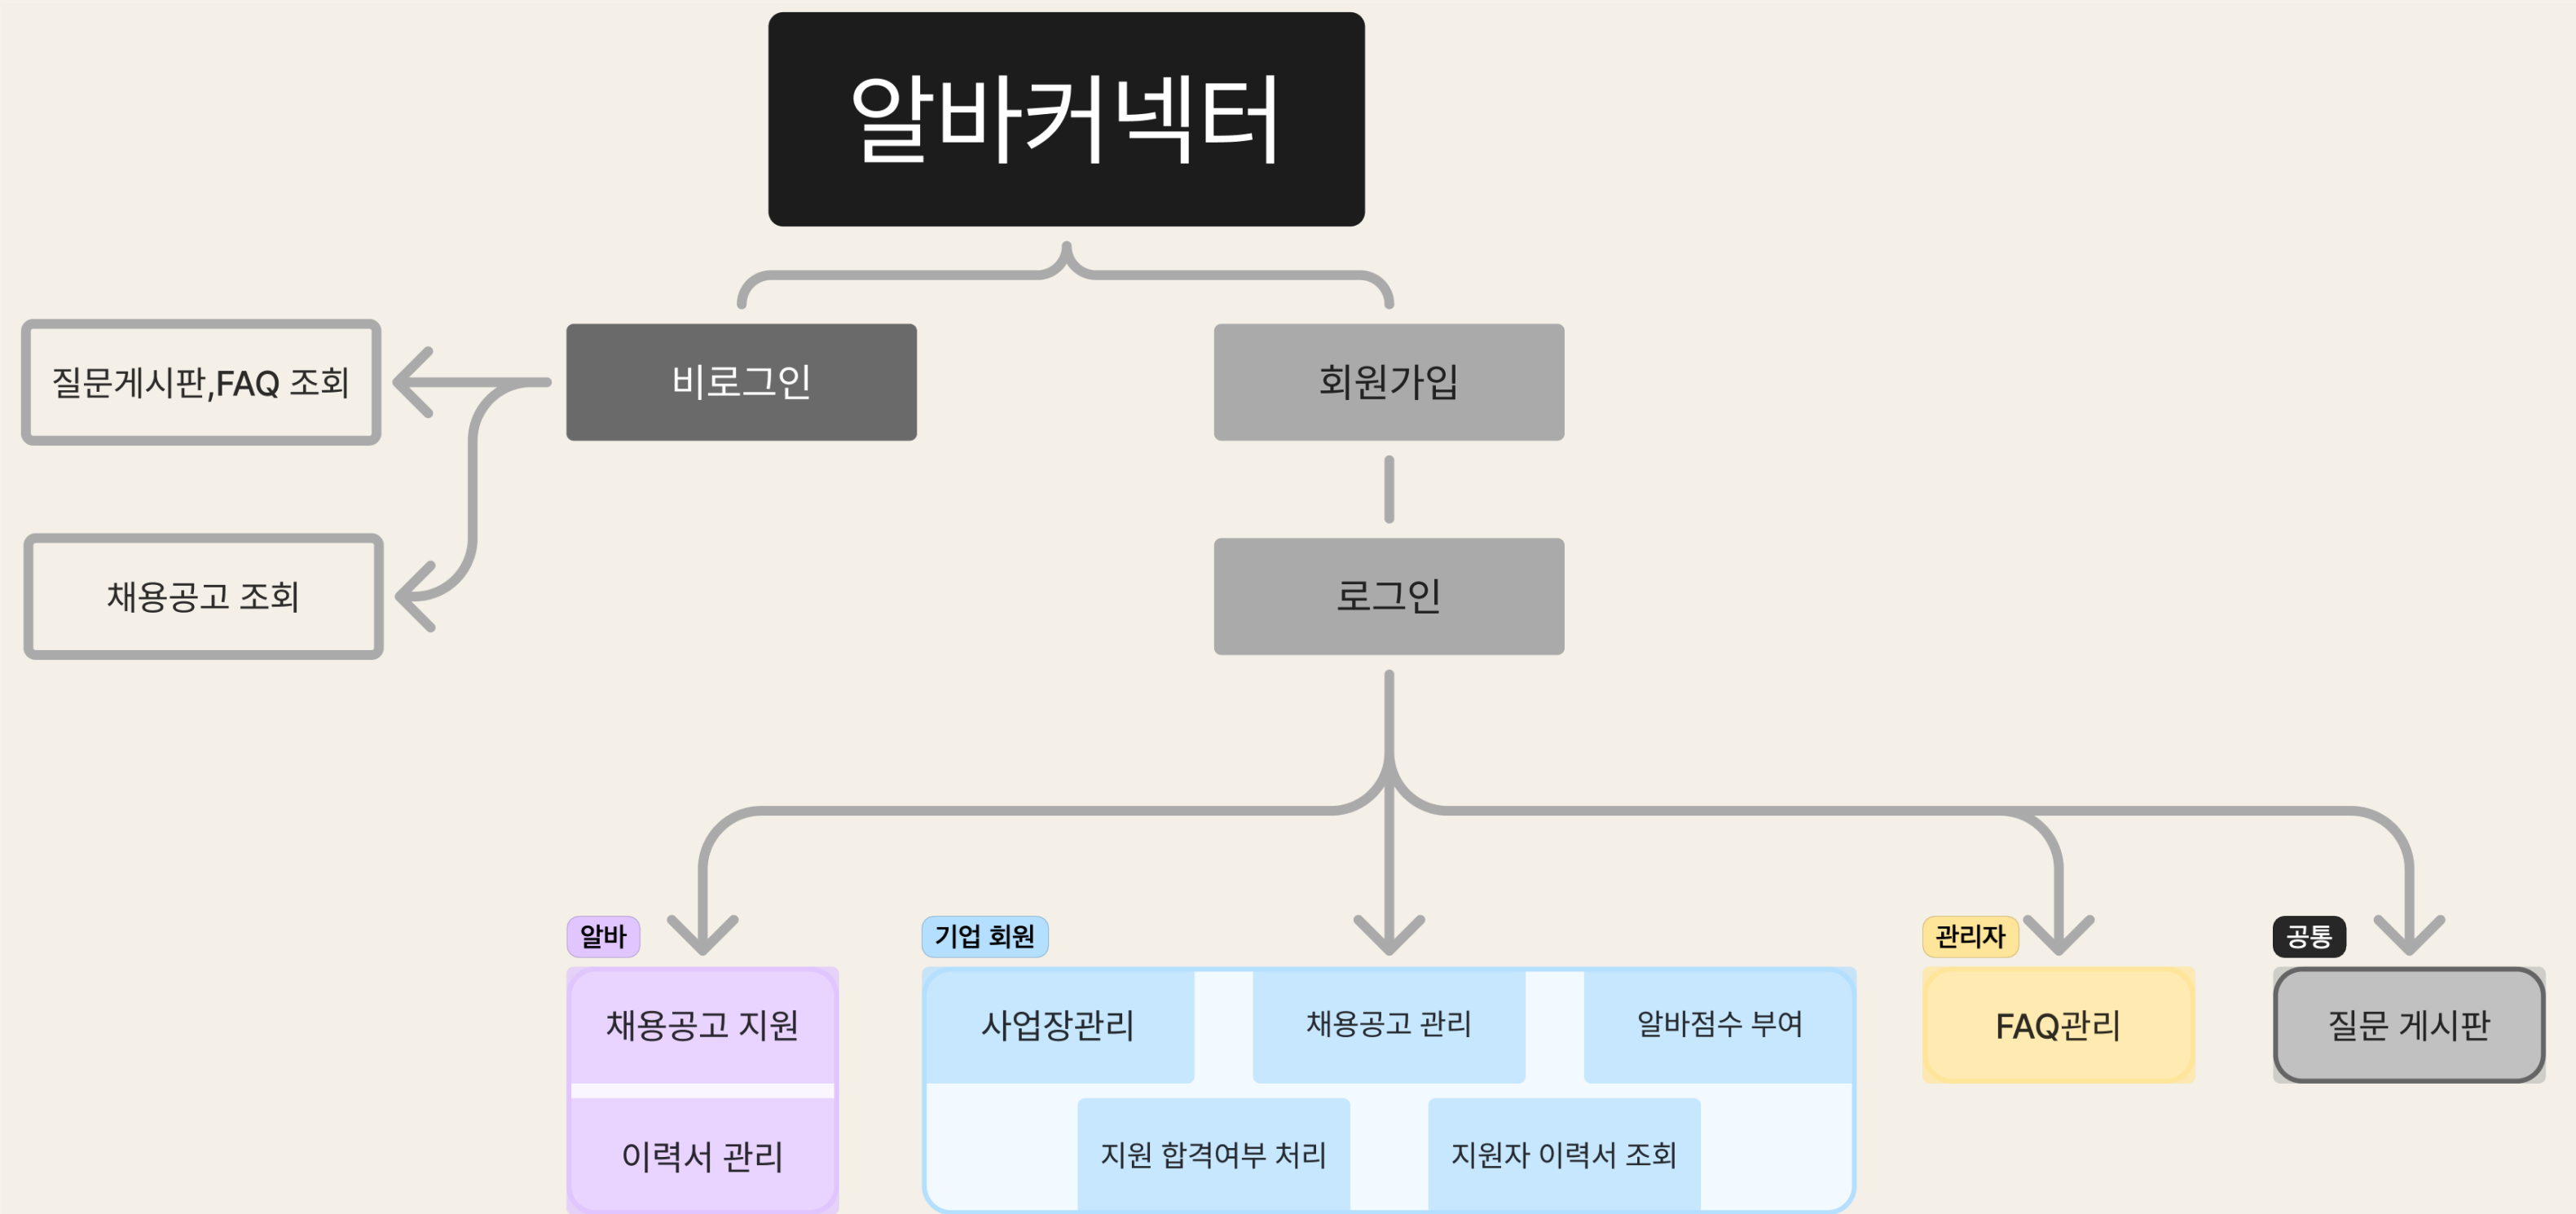 알바커넥터
비로그인
회원가입
질문게시판,FAQ 조회
채용공고 조회
로그인
알바
기업 회원
관리자
공통
채용공고 지원
사업장관리
채용공고 관리
알바점수 부여
FAQ관리
질문 게시판
이력서 관리
지원 합격여부 처리
지원자 이력서 조회